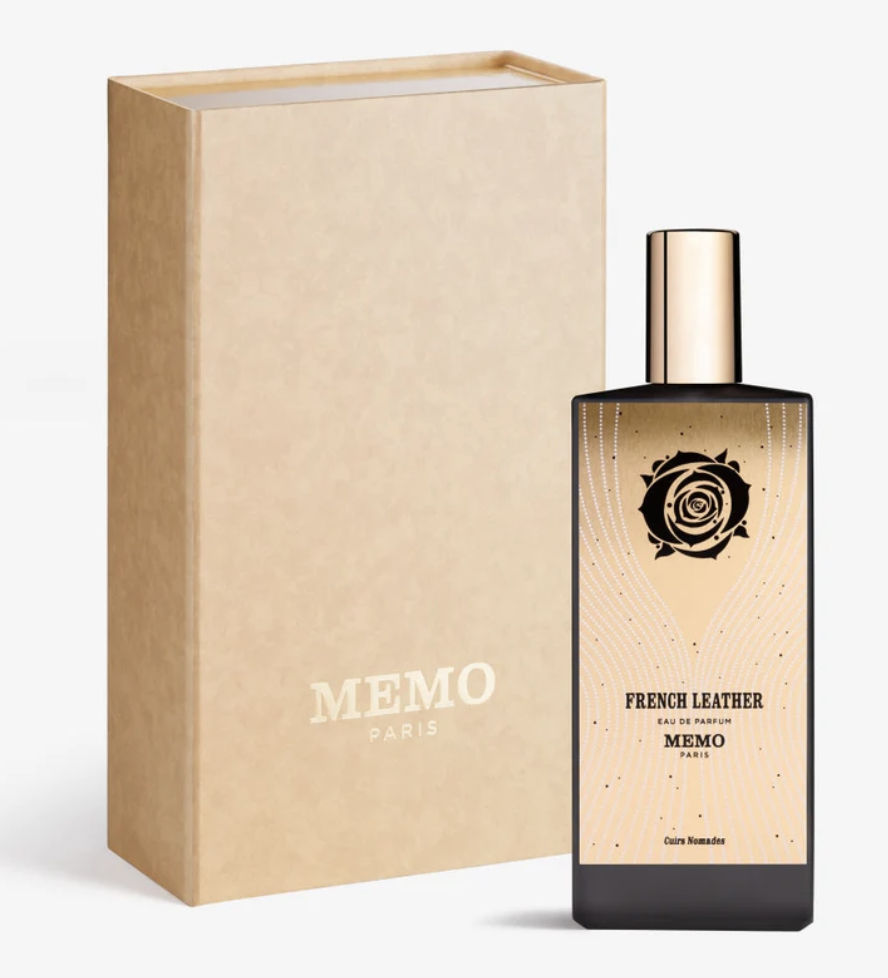 MEMO
PARIS
FRENCH LEATHER
EAU DE PARFUM
MEMO
PARIS
Cuirs Nomades